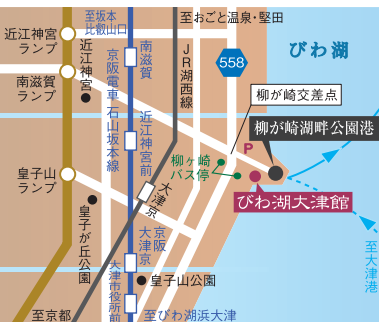 至坂本
比叡山口
至おごと温泉・堅田
近江神宮
ランプ
近江神宮
南滋賀
京阪電車 石山坂本線
JR湖西線
558
びわ湖
南滋賀
ランプ
柳が崎交差点
近江神宮前
柳が崎湖畔公園港
P
柳ヶ崎
バス停
皇子山
ランプ
大津京
びわ湖大津館
皇子が丘公園
京阪
大津京
至大津港
皇子山公園
大津市役所前
至京都
至びわ湖浜大津